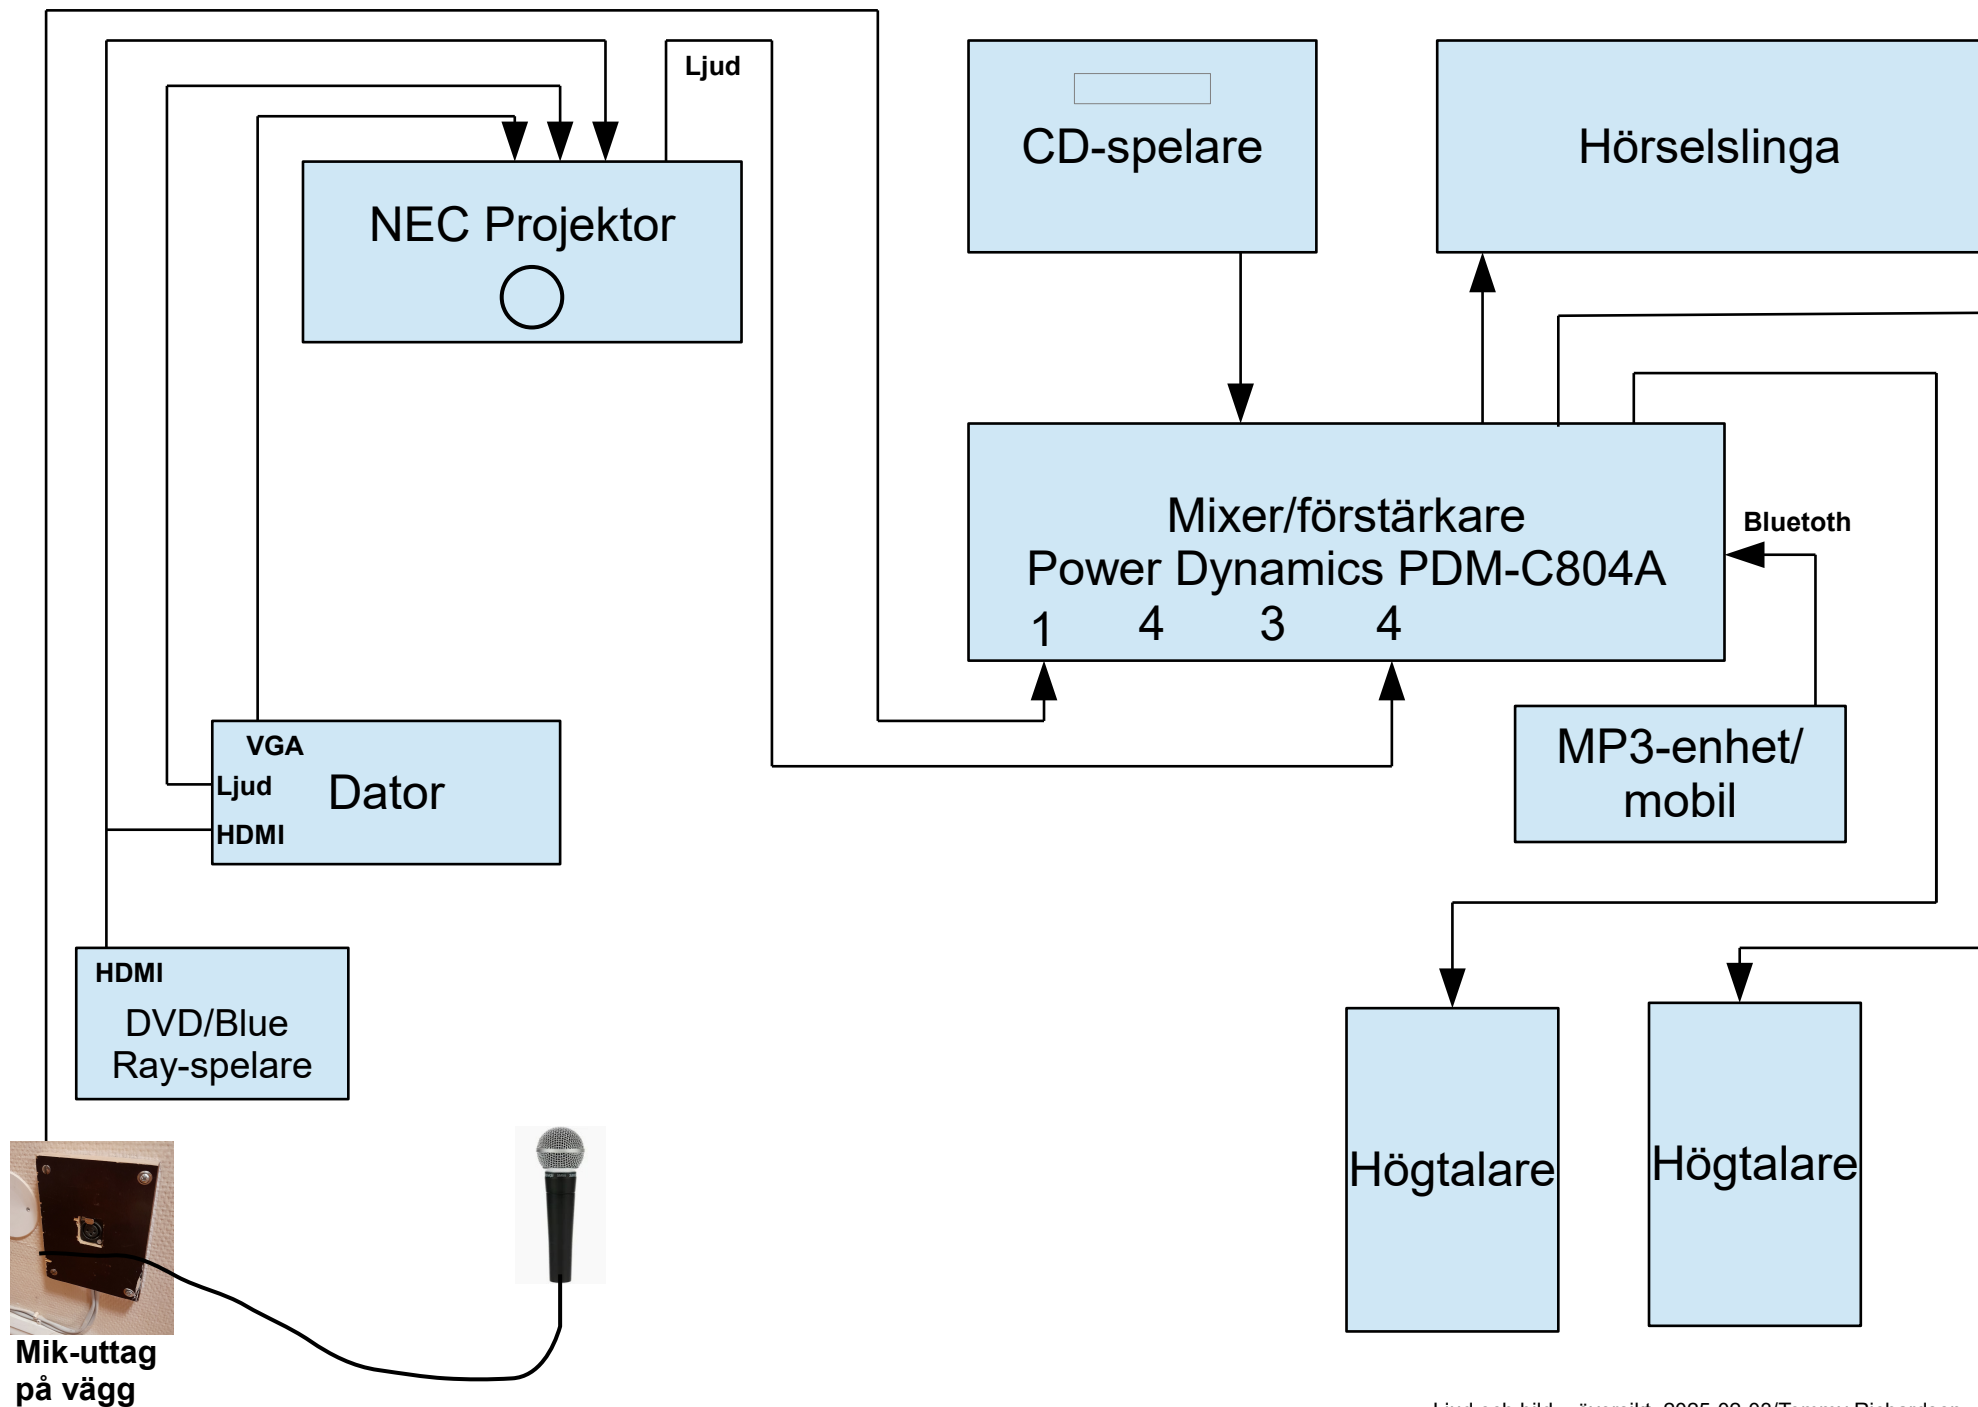 Ljud
CD-spelare
Hörselslinga
NEC Projektor
Mixer/förstärkare
Power Dynamics PDM-C804A
1 4 3 4
Bluetoth
VGA
Ljud
HDMI
Dator
MP3-enhet/
mobil
HDMI
DVD/Blue
Ray-spelare
Högtalare
Högtalare
Mik-uttag
på vägg